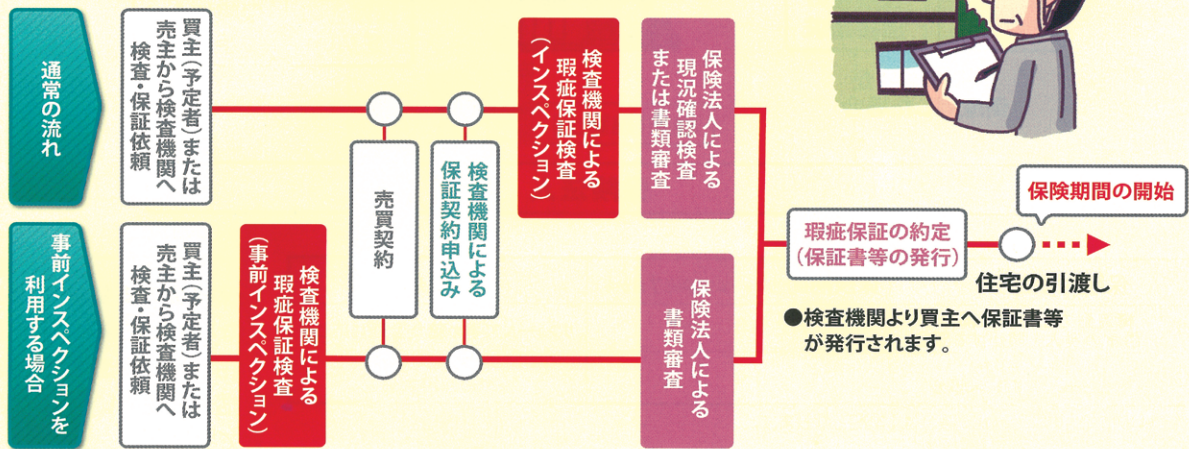 通常の流れ
買主(予定者)または
売主から検査機関へ
検査・保証依頼
売買契約
検査機関による
保証契約申込み
検査機関による
瑕疵保証検査
(インスペクション)
保険法人による
現況確認検査
または書類審査
事前インスペクションを
利用する場合
買主(予定者)または
売主から検査機関へ
検査・保証依頼
検査機関による
瑕疵保証検査
(事前インスペクション)
保険法人による
書類審査
瑕疵保証の約定
(保証書等の発行)
保険期間の開始
住宅の引渡し
●検査機関より買主へ保証書等
が発行されます。